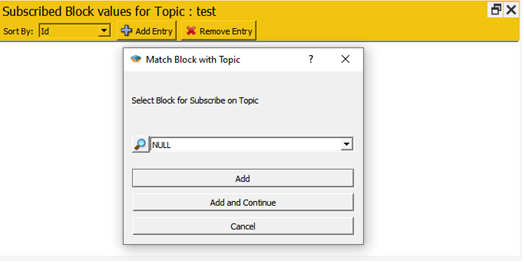 Subscribed Block values for Topic : test
Sort By: Id Add Entry Remove Entry
Match Block with Topic ?
Select Block for Subscribe on Topic
NULL
Add
Add and Continue
Cancel